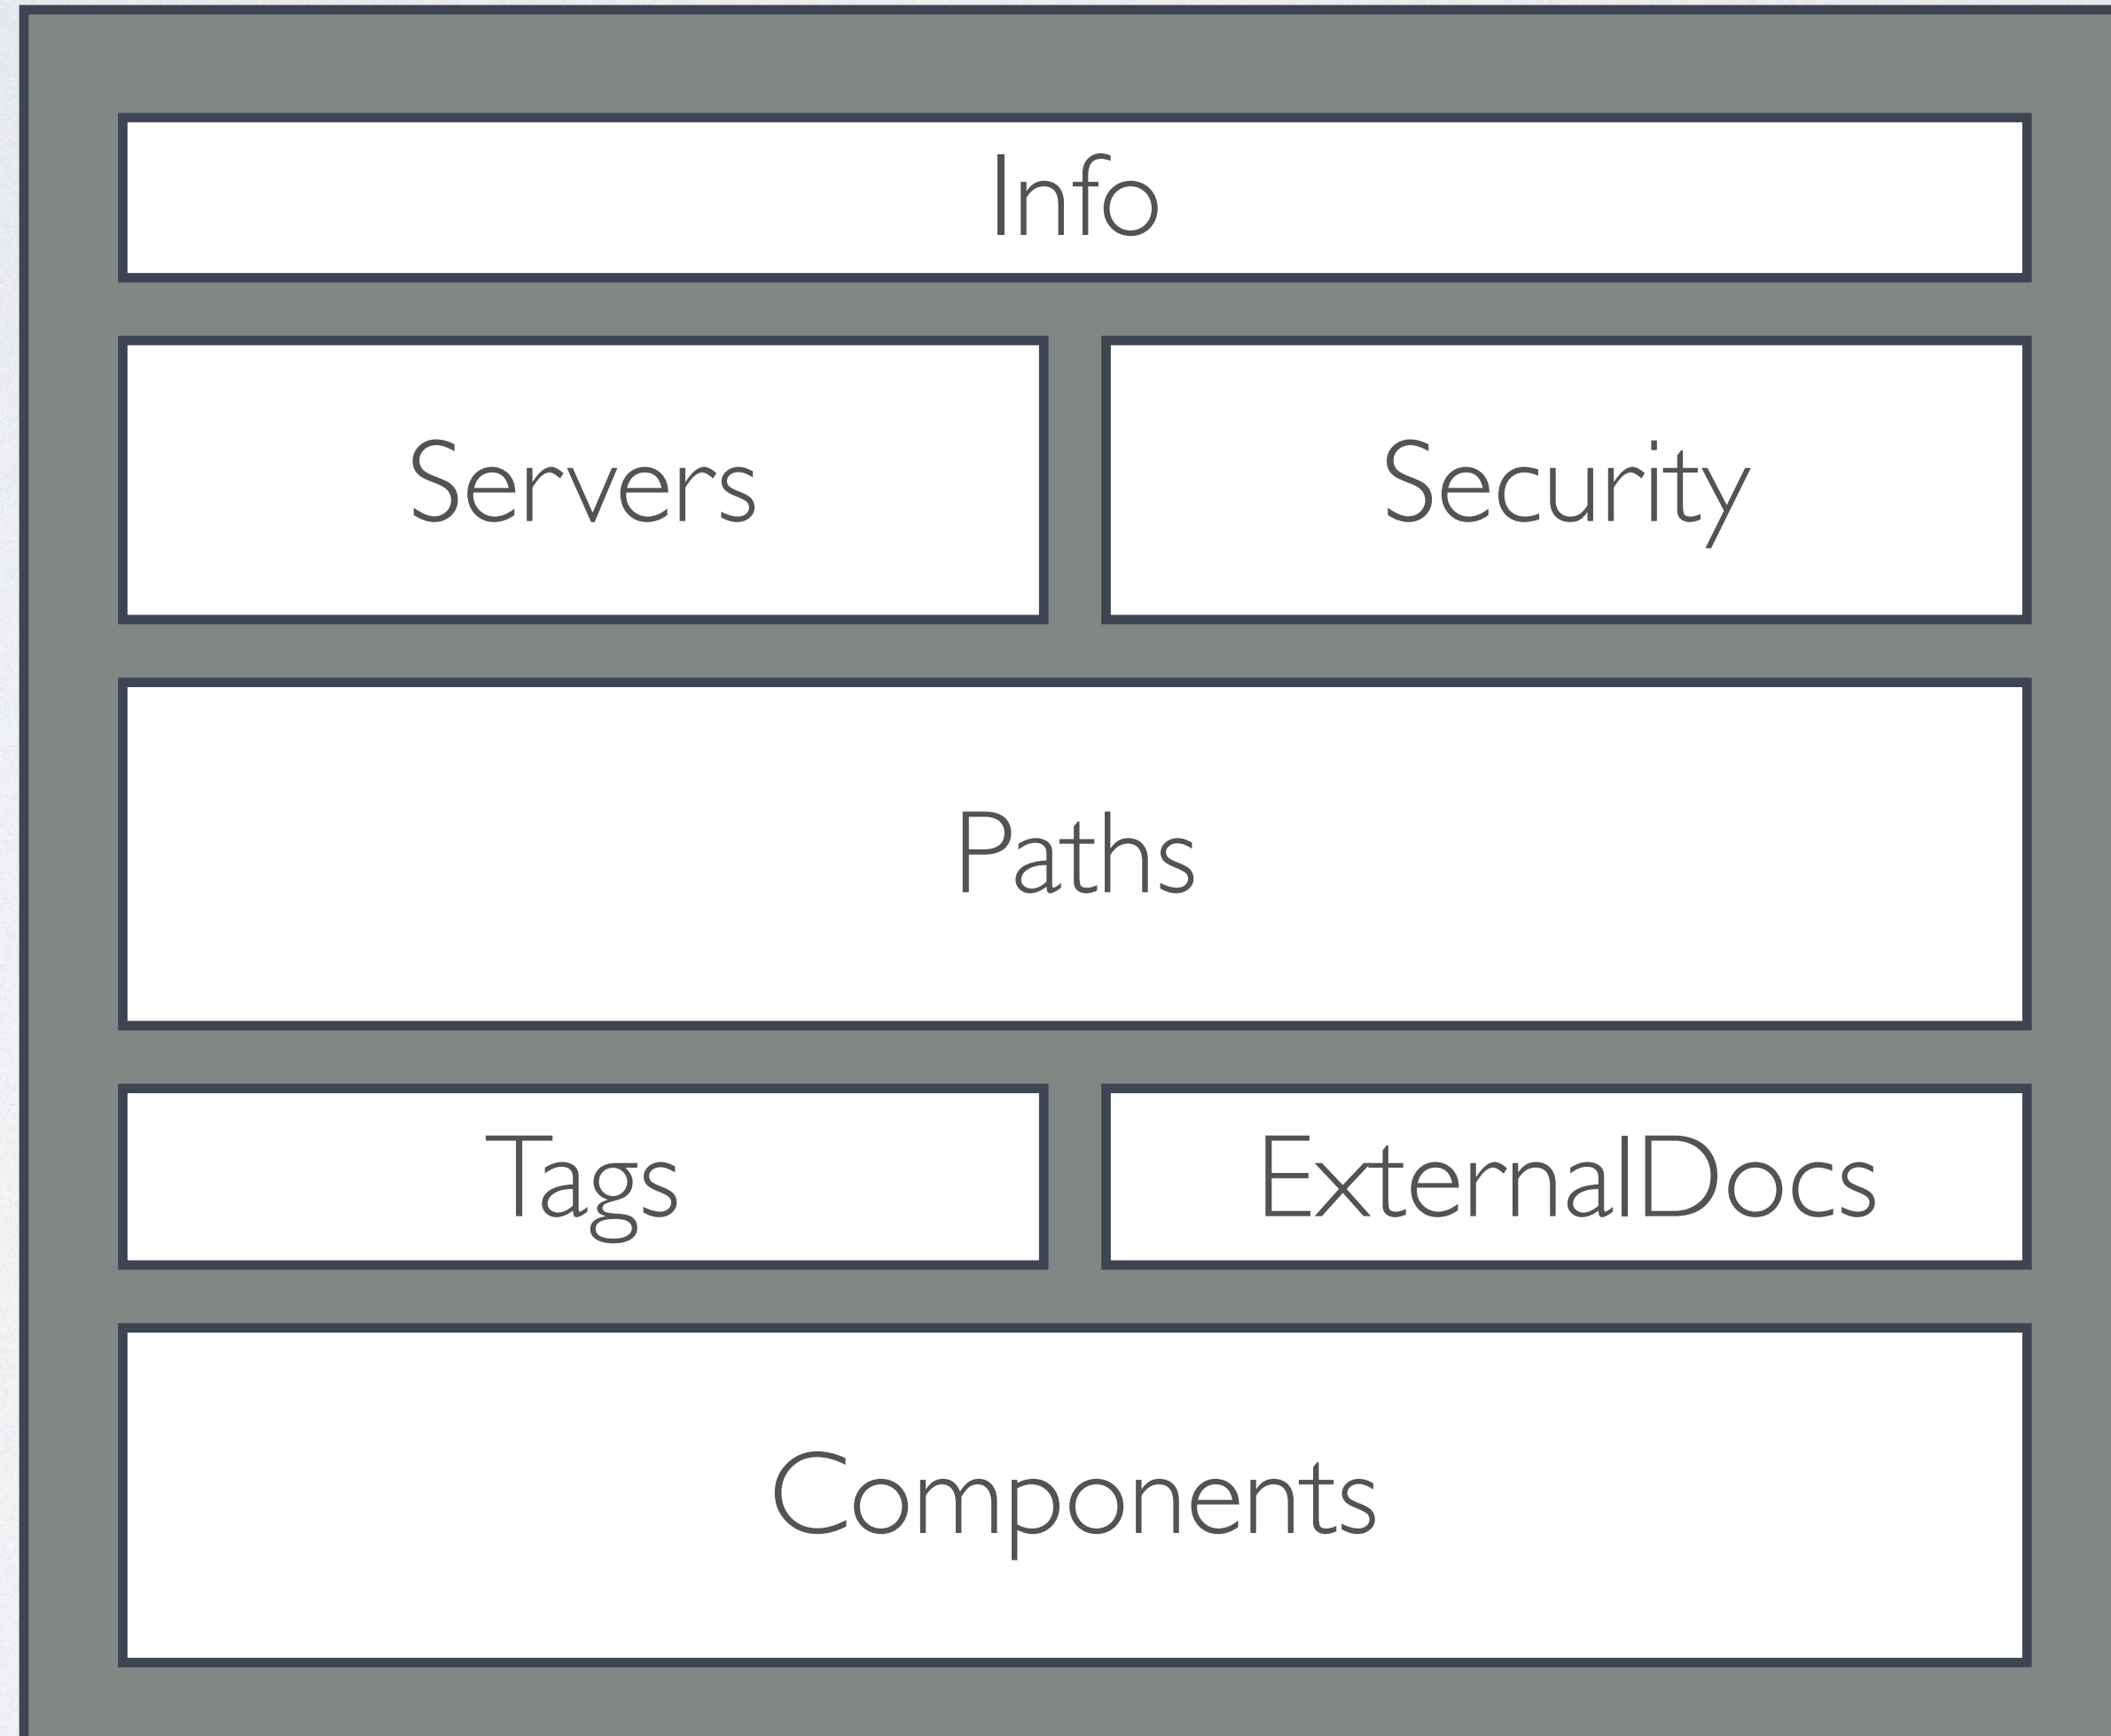 Info
Servers
Security
Paths
Tags
ExternalDocs
Components